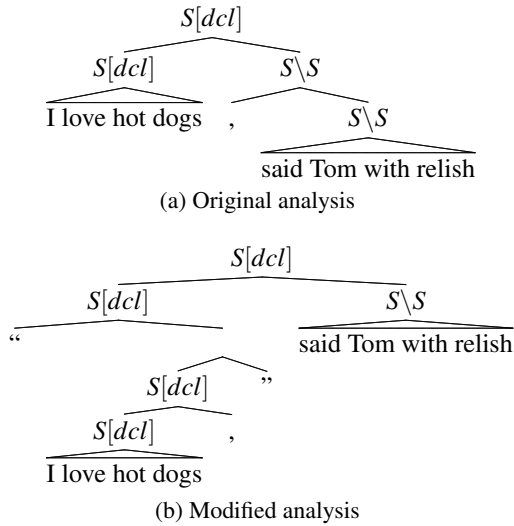 S[dcl]
S[dcl] S\S
I love hot dogs , S\S
said Tom with relish
(a) Original analysis
S[dcl]
S[dcl] S\S
“ said Tom with relish
S[dcl] ”
S[dcl] ,
I love hot dogs
(b) Modified analysis